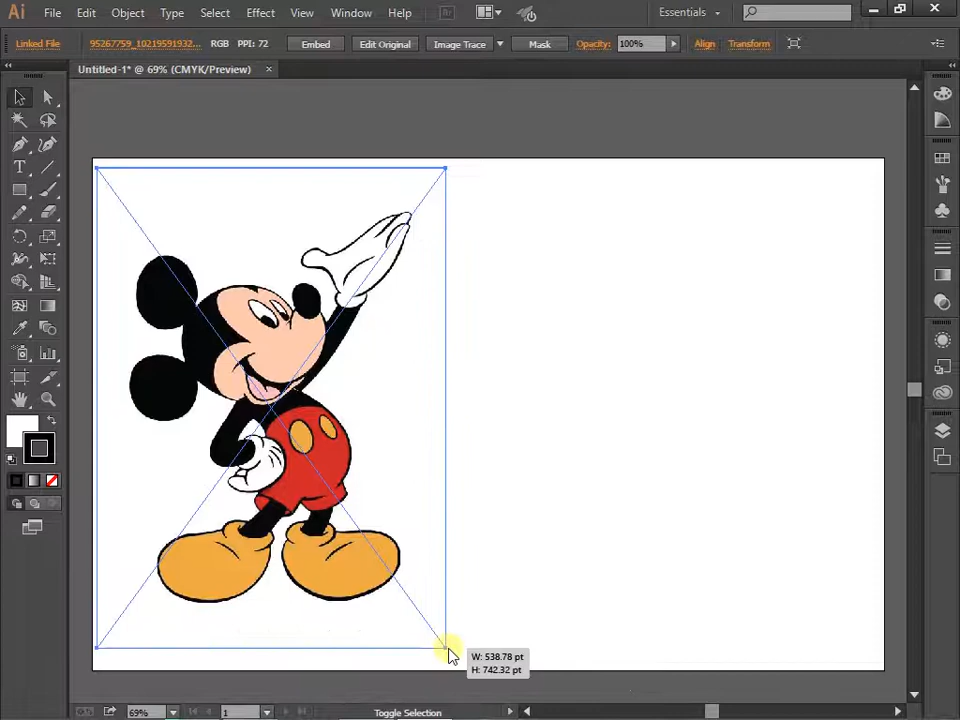 Ai File Edit Object Type Select Effect View Window Help Br Essentials
Linked File 95267759_10219591932... RGB PPI: 72 Embed Edit Original Image Trace Mask Opacity: 100% Align Transform
Untitled-1* @ 69% (CMYK/Preview)
W: 538.78 pt
H: 742.32 pt
69% 1 Toggle Selection